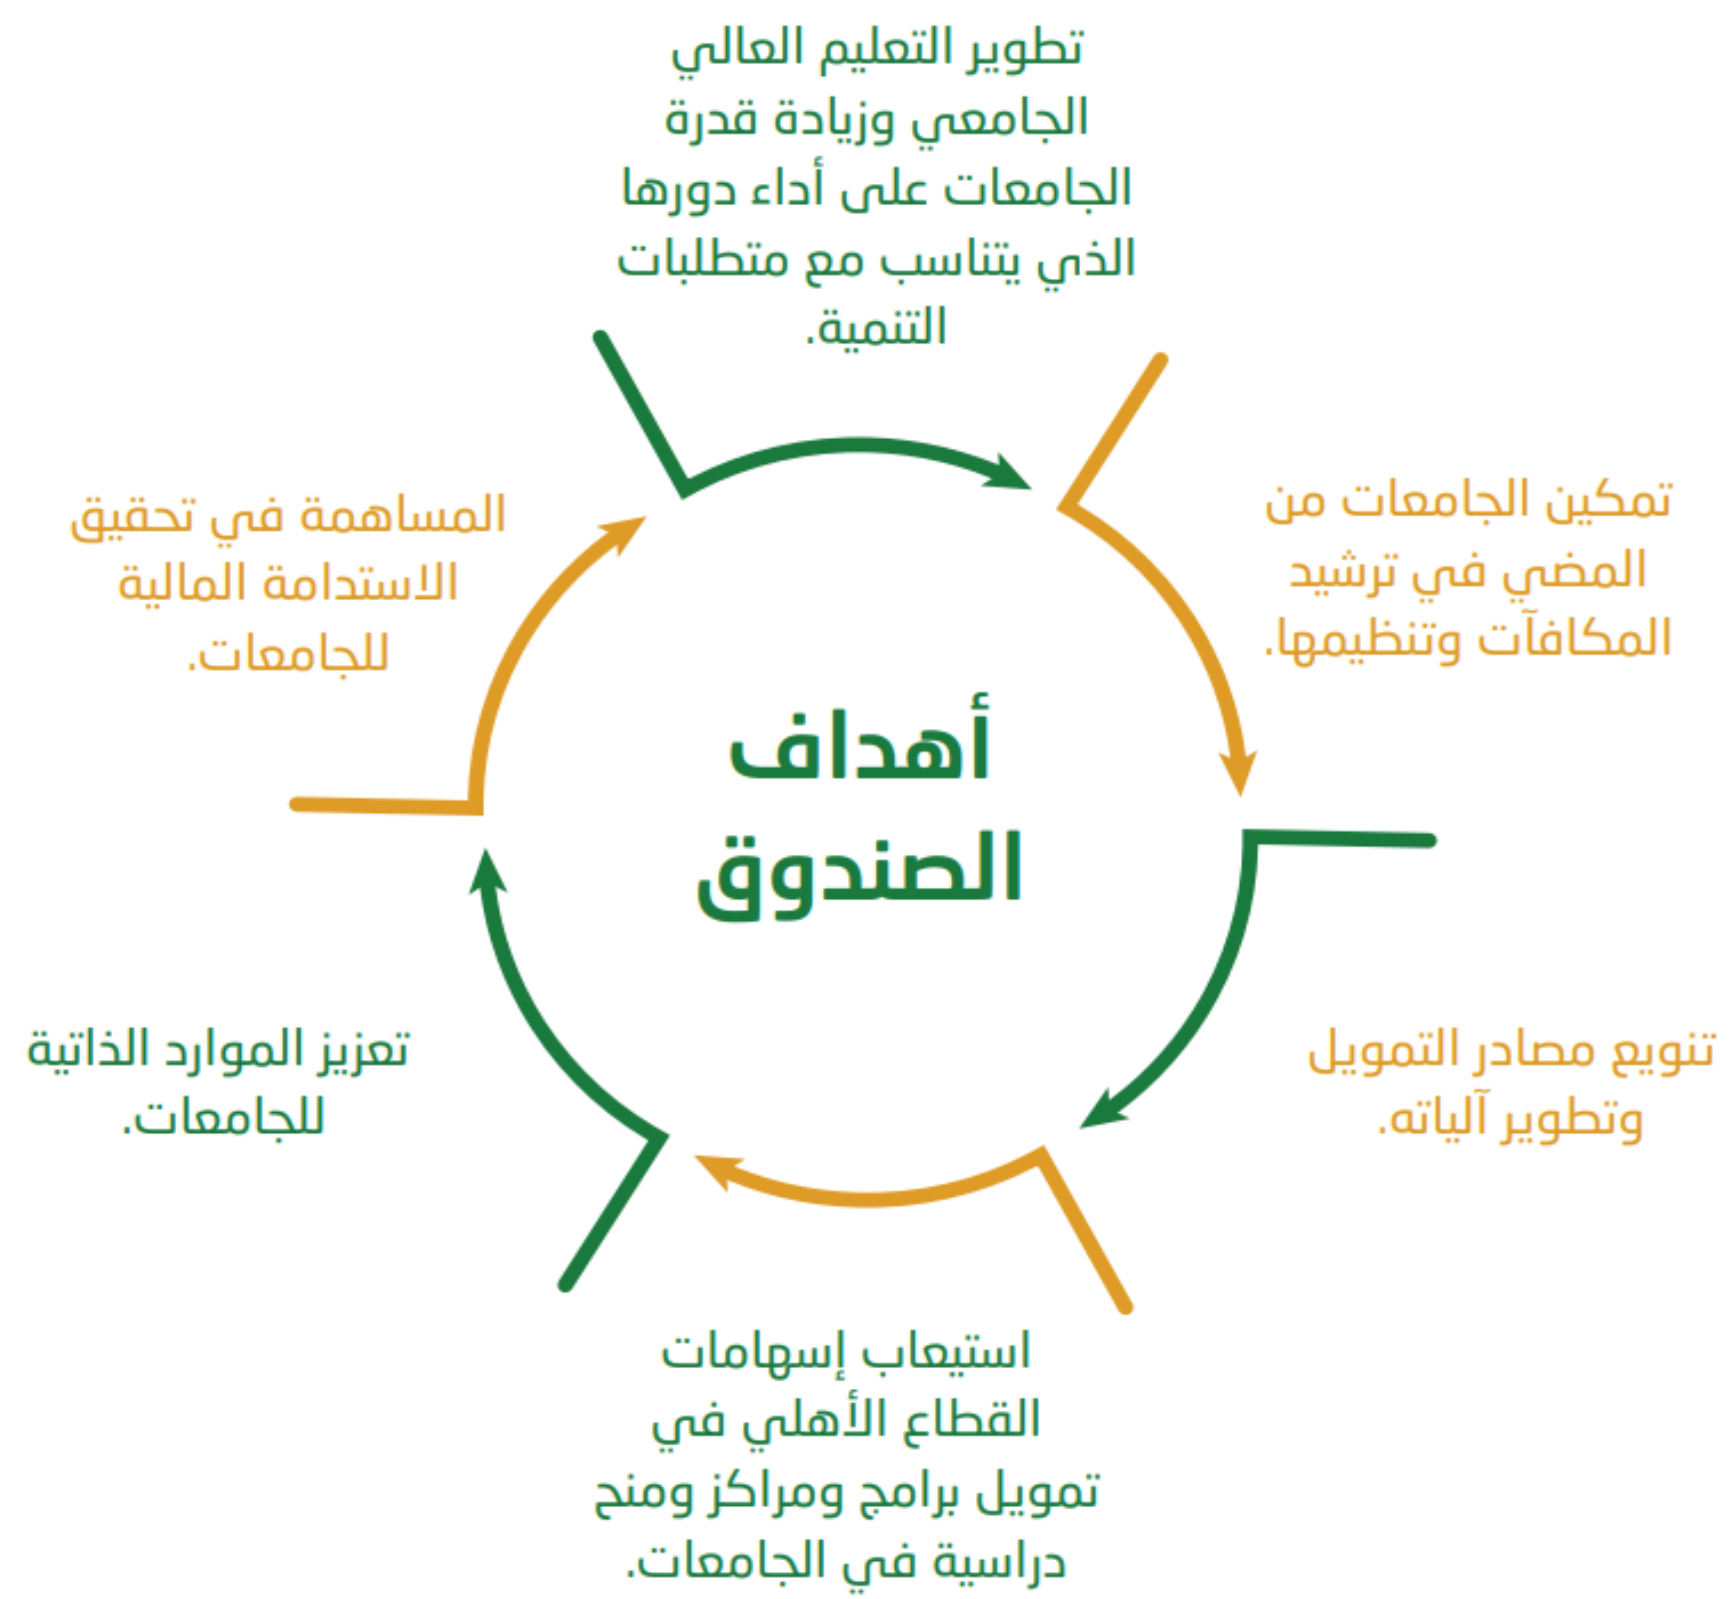 تطوير التعليم العالي
الجامعي وزيادة قدرة
الجامعات على أداء دورها
الذي يتناسب مع متطلبات
التنمية.
تمكين الجامعات من
المضي في ترشيد
المكافآت وتنظيمها.
تنويع مصادر التمويل
وتطوير آلياته.
استيعاب إسهامات
القطاع الأهلي في
تمويل برامج ومراكز ومنح
دراسية في الجامعات.
تعزيز الموارد الذاتية
للجامعات.
المساهمة في تحقيق
الاستدامة المالية
للجامعات.
أهداف
الصندوق